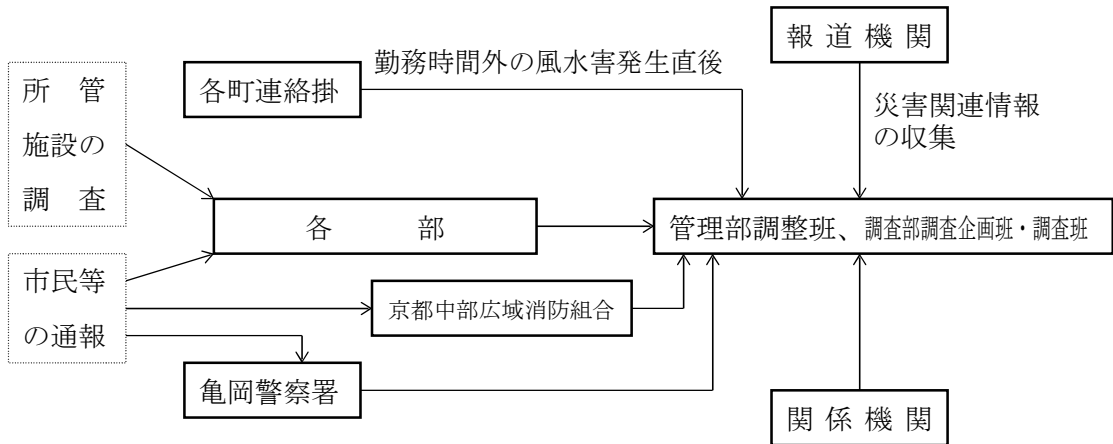 報道機関
勤務時間外の風水害発生直後
所管
施設の
調査
各町連絡掛
災害関連情報
の収集
各部
管理部調整班、調査部調査企画班・調査班
市民等
の通報
京都中部広域消防組合
亀岡警察署
関係機関